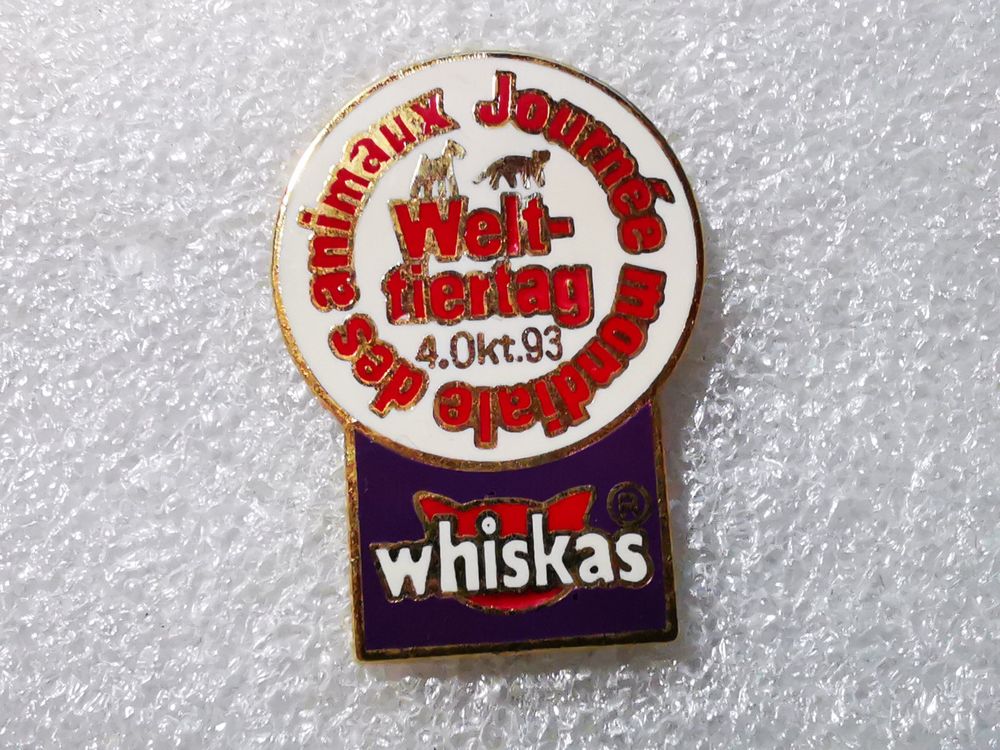 Journée mondiale des animaux
Welt-
tiertag
4.Okt.93
whiskas ®